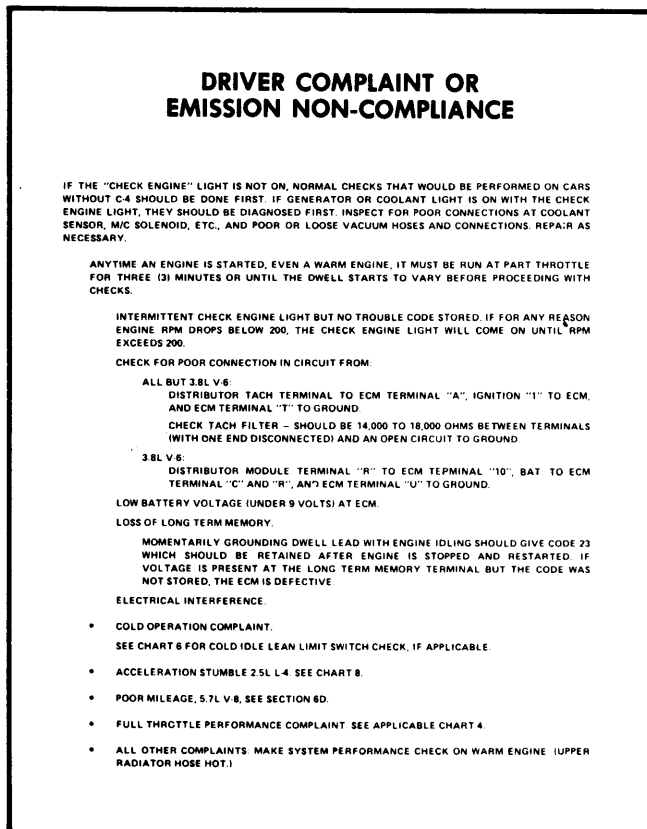 DRIVER COMPLAINT OR
EMISSION NON-COMPLIANCE
IF THE "CHECK ENGINE" LIGHT IS NOT ON, NORMAL CHECKS THAT WOULD BE PERFORMED ON CARS
WITHOUT C-4 SHOULD BE DONE FIRST. IF GENERATOR OR COOLANT LIGHT IS ON WITH THE CHECK
ENGINE LIGHT, THEY SHOULD BE DIAGNOSED FIRST. INSPECT FOR POOR CONNECTIONS AT COOLANT
SENSOR, M/C SOLENOID, ETC., AND POOR OR LOOSE VACUUM HOSES AND CONNECTIONS. REPAIR AS
NECESSARY.
ANYTIME AN ENGINE IS STARTED, EVEN A WARM ENGINE, IT MUST BE RUN AT PART THROTTLE
FOR THREE (3) MINUTES OR UNTIL THE DWELL STARTS TO VARY BEFORE PROCEEDING WITH
CHECKS.
INTERMITTENT CHECK ENGINE LIGHT BUT NO TROUBLE CODE STORED. IF FOR ANY REASON
ENGINE RPM DROPS BELOW 200, THE CHECK ENGINE LIGHT WILL COME ON UNTIL RPM
EXCEEDS 200.
CHECK FOR POOR CONNECTION IN CIRCUIT FROM:
ALL BUT 3.8L V-6:
DISTRIBUTOR TACH TERMINAL TO ECM TERMINAL "A", IGNITION "1" TO ECM,
AND ECM TERMINAL "T" TO GROUND.
CHECK TACH FILTER – SHOULD BE 14,000 TO 18,000 OHMS BETWEEN TERMINALS
(WITH ONE END DISCONNECTED) AND AN OPEN CIRCUIT TO GROUND.
3.8L V-6:
DISTRIBUTOR MODULE TERMINAL "R" TO ECM TERMINAL "10", BAT. TO ECM
TERMINAL "C" AND "R", AND ECM TERMINAL "U" TO GROUND.
LOW BATTERY VOLTAGE (UNDER 9 VOLTS) AT ECM.
LOSS OF LONG TERM MEMORY.
MOMENTARILY GROUNDING DWELL LEAD WITH ENGINE IDLING SHOULD GIVE CODE 23
WHICH SHOULD BE RETAINED AFTER ENGINE IS STOPPED AND RESTARTED. IF
VOLTAGE IS PRESENT AT THE LONG TERM MEMORY TERMINAL BUT THE CODE WAS
NOT STORED, THE ECM IS DEFECTIVE.
ELECTRICAL INTERFERENCE.
• COLD OPERATION COMPLAINT.
SEE CHART 6 FOR COLD IDLE LEAN LIMIT SWITCH CHECK, IF APPLICABLE.
• ACCELERATION STUMBLE 2.5L L-4. SEE CHART 8.
• POOR MILEAGE, 5.7L V-8, SEE SECTION 6D.
• FULL THROTTLE PERFORMANCE COMPLAINT. SEE APPLICABLE CHART 4.
• ALL OTHER COMPLAINTS: MAKE SYSTEM PERFORMANCE CHECK ON WARM ENGINE (UPPER
RADIATOR HOSE HOT.)